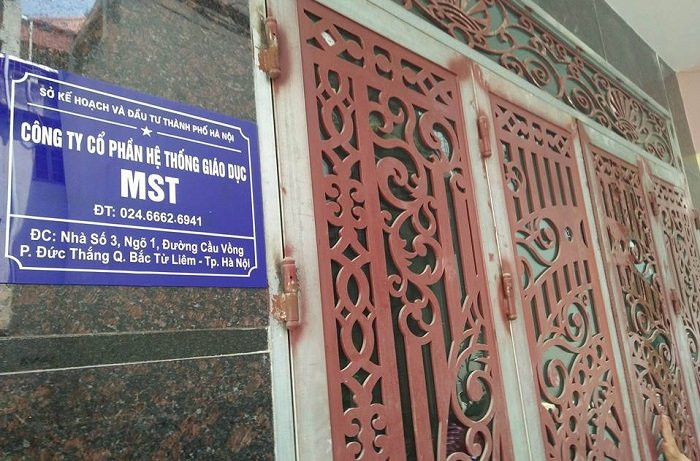 SỞ KẾ HOẠCH VÀ ĐẦU TƯ THÀNH PHỐ HÀ NỘI
CÔNG TY CỔ PHẦN HỆ THỐNG GIÁO DỤC
MST
ĐT: 024.6662.6941
ĐC: Nhà Số 3, Ngõ 1, Đường Cầu Vồng
P. Đức Thắng Q. Bắc Từ Liêm - Tp. Hà Nội